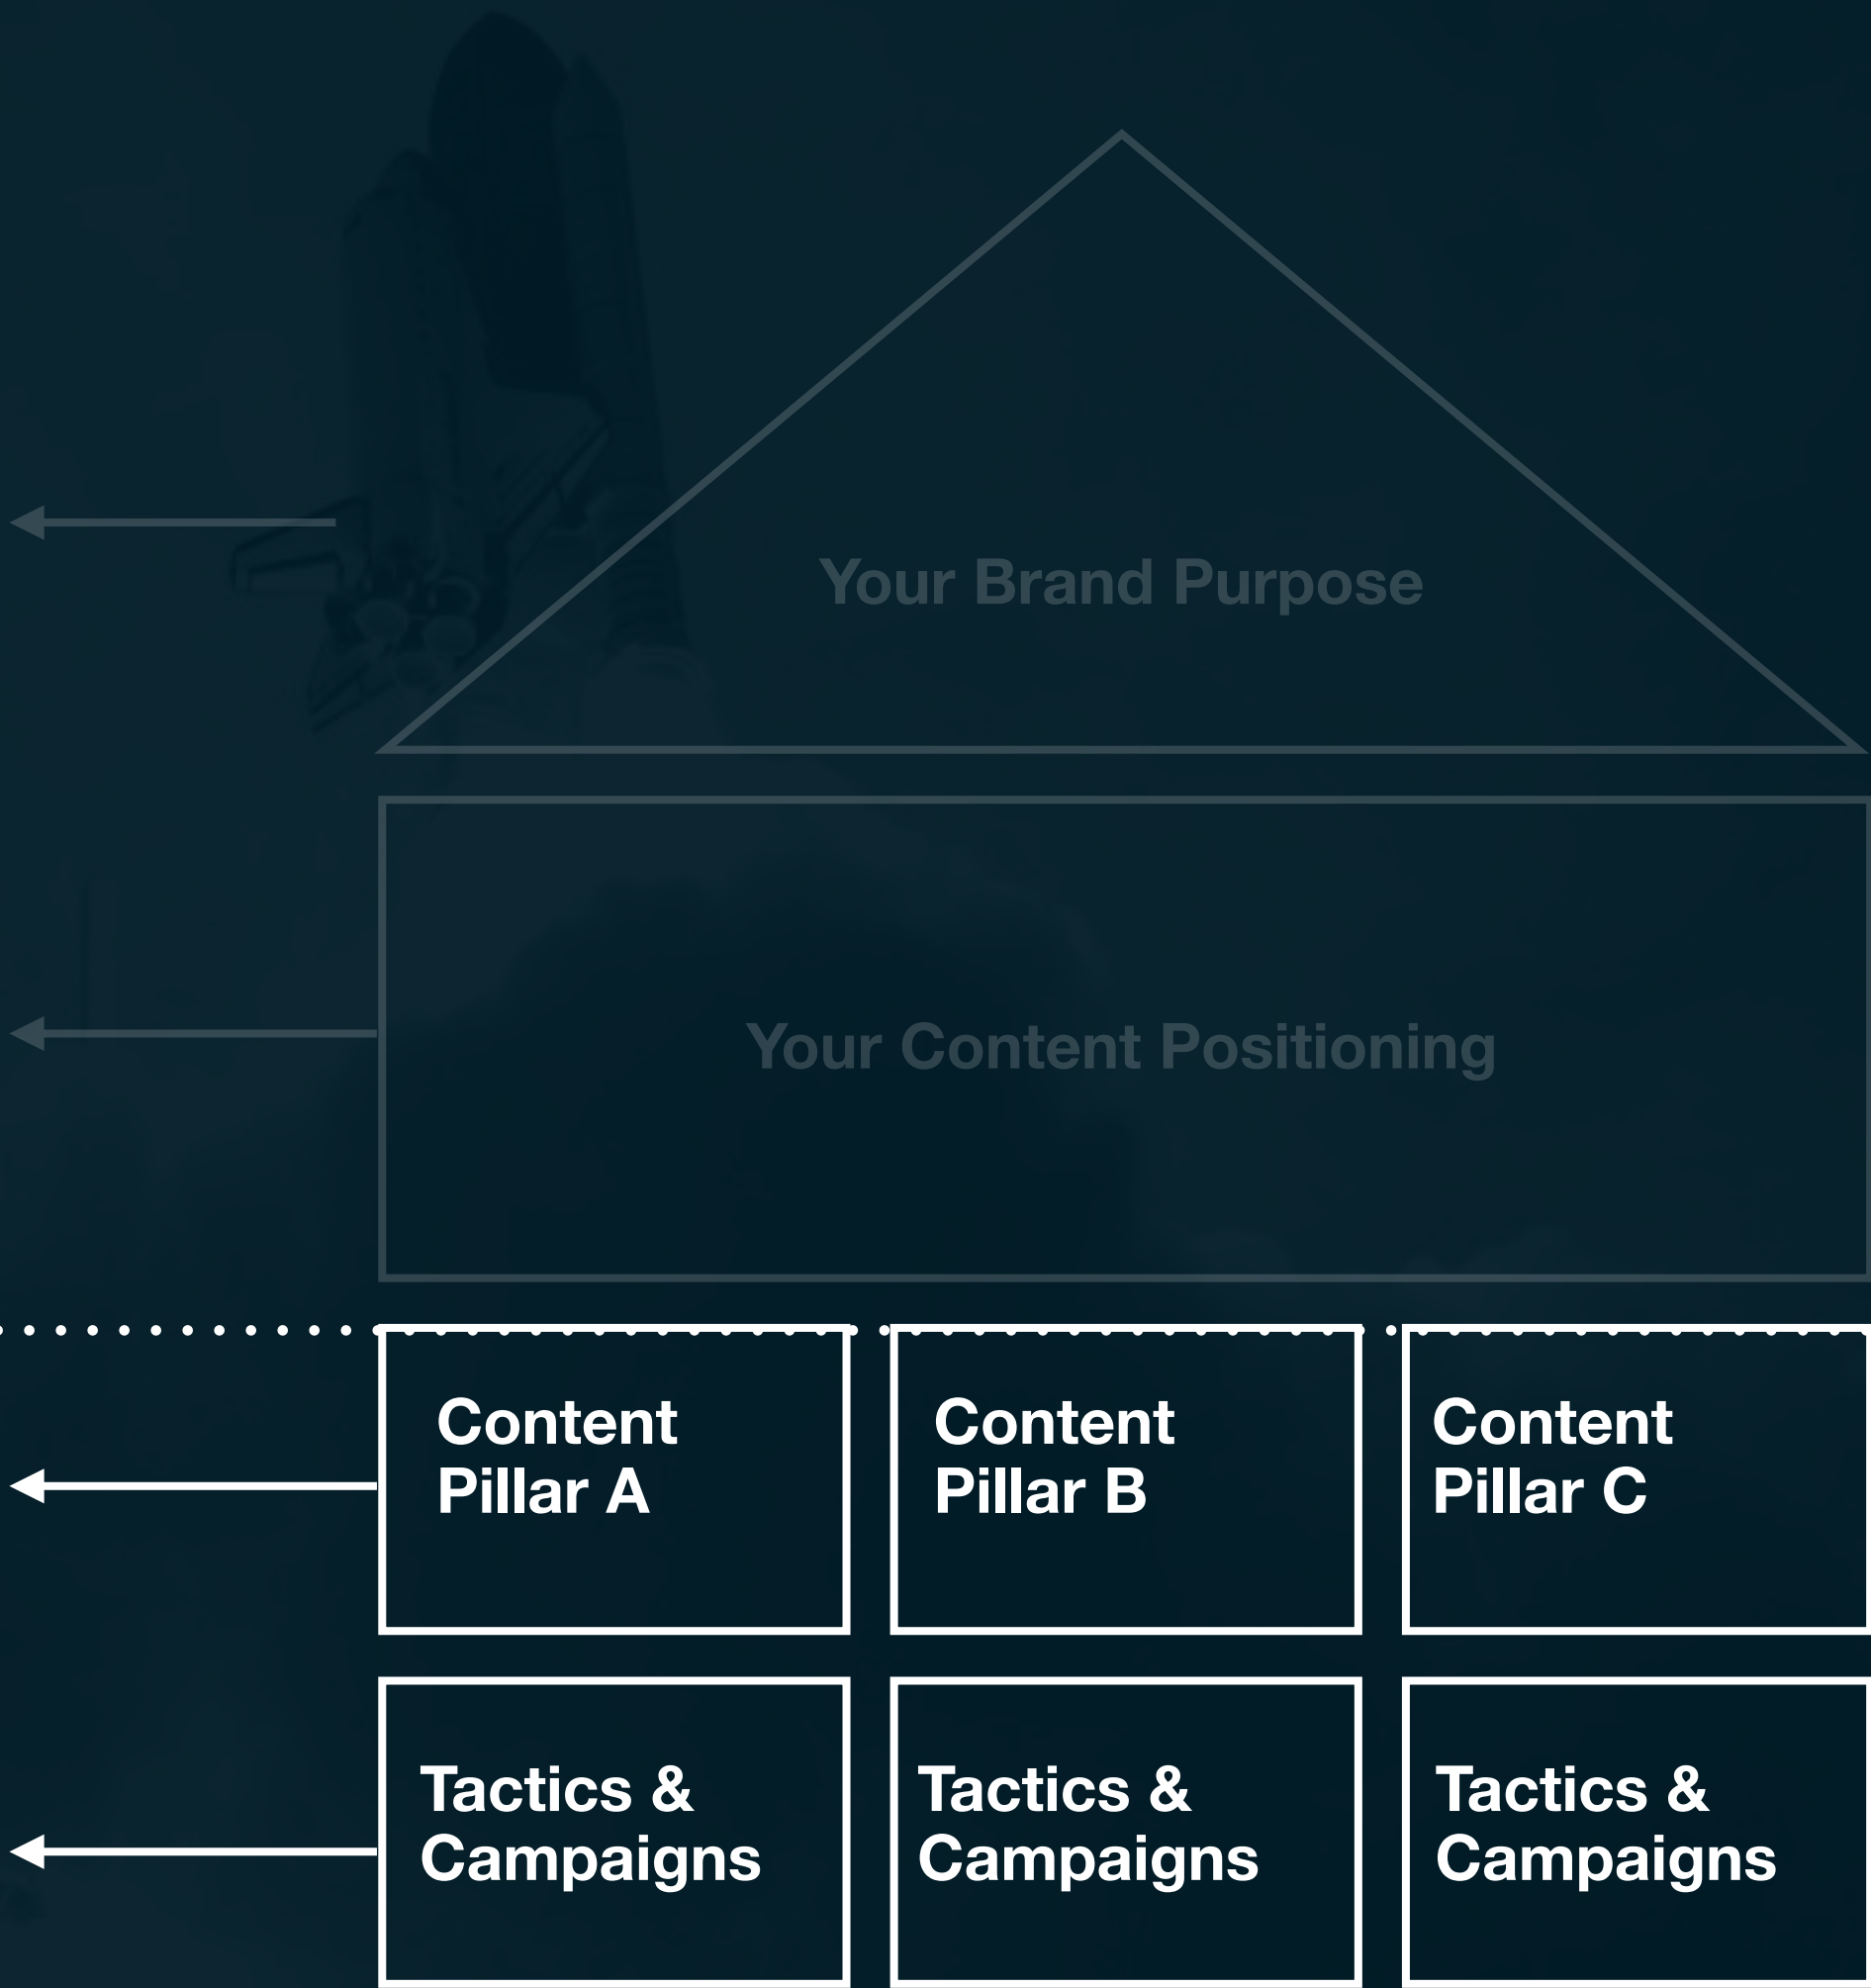 Your Brand Purpose
Your Content Positioning
Content
Pillar A
Content
Pillar B
Content
Pillar C
Tactics &
Campaigns
Tactics &
Campaigns
Tactics &
Campaigns